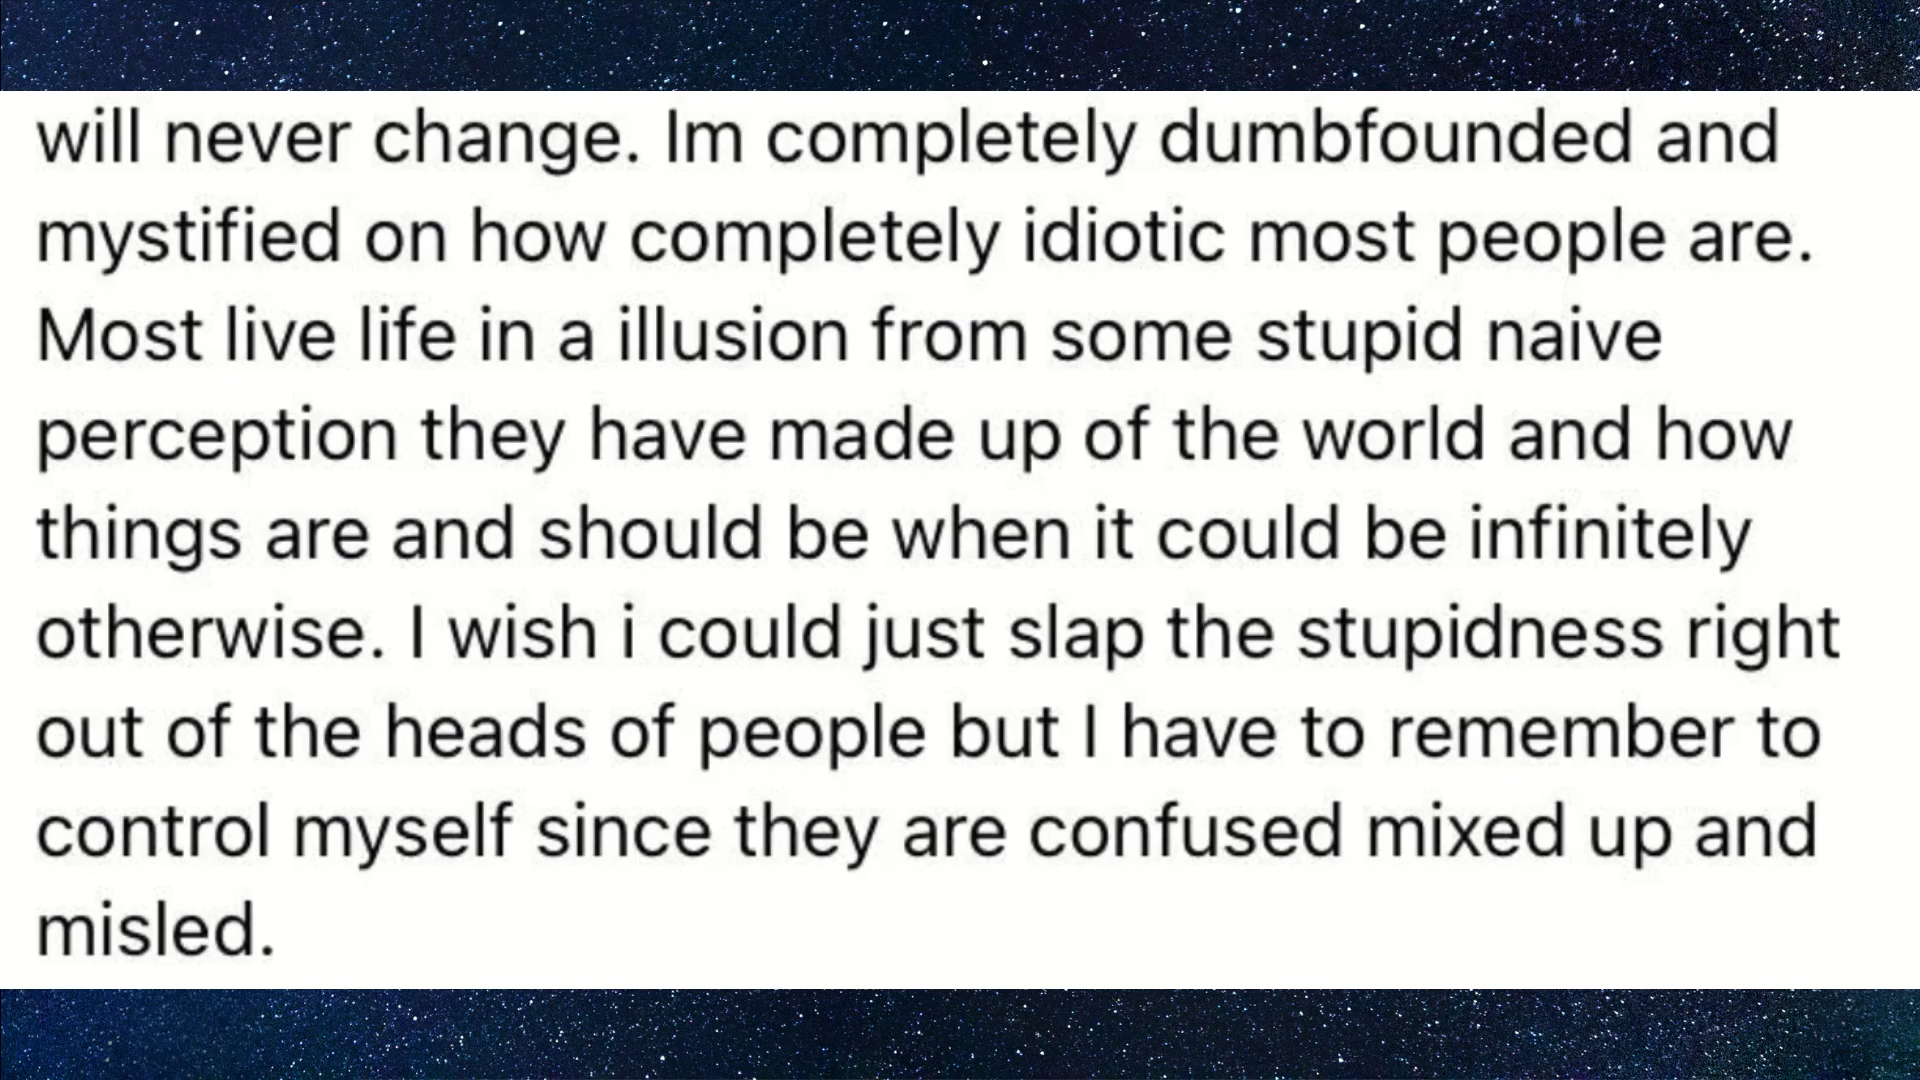 will never change. Im completely dumbfounded and
mystified on how completely idiotic most people are.
Most live life in a illusion from some stupid naive
perception they have made up of the world and how
things are and should be when it could be infinitely
otherwise. I wish i could just slap the stupidness right
out of the heads of people but I have to remember to
control myself since they are confused mixed up and
misled.